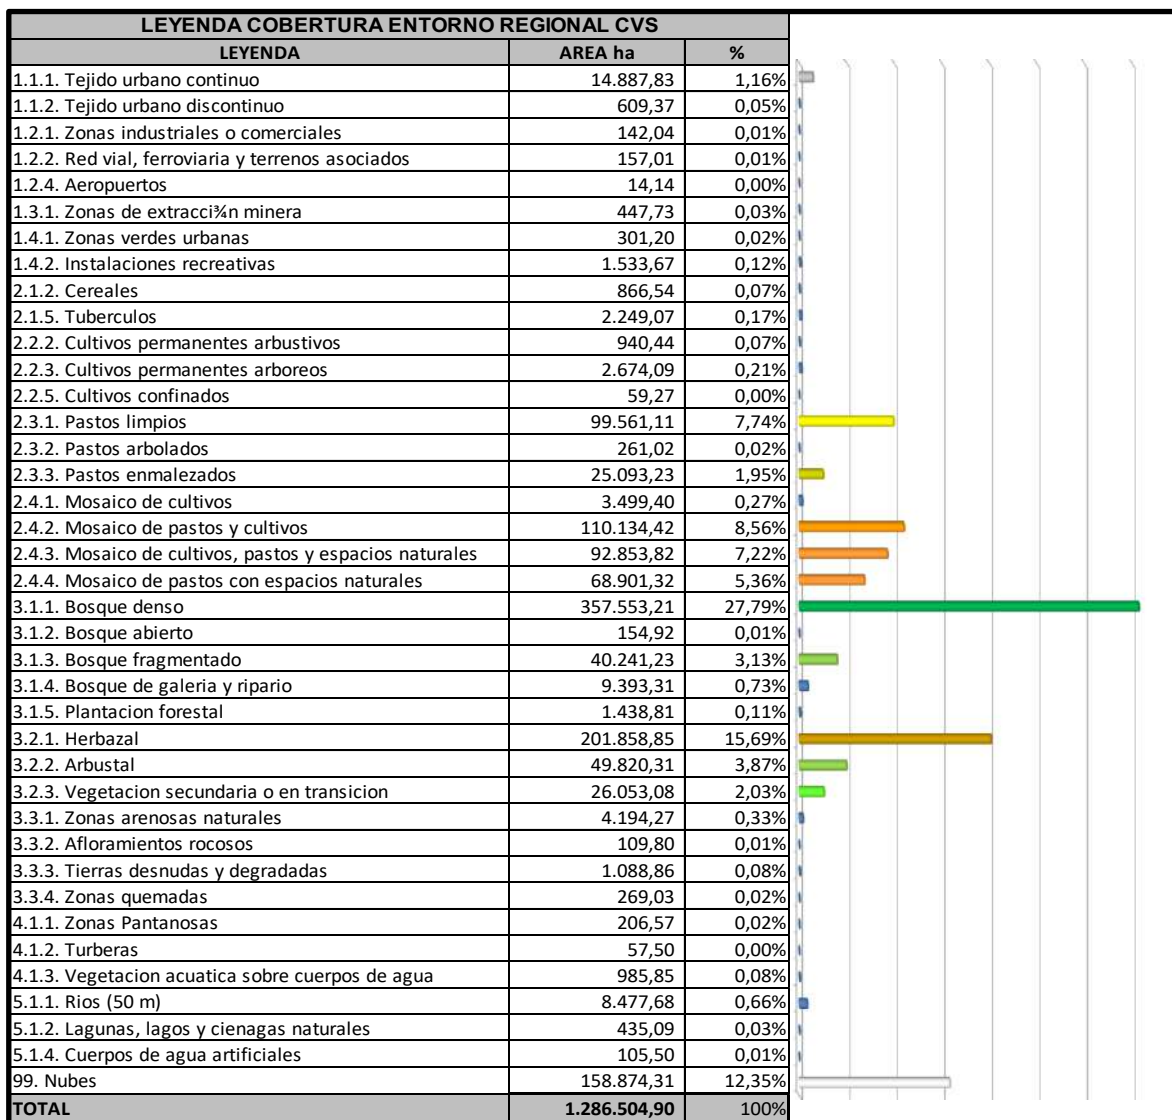 LEYENDA COBERTURA ENTORNO REGIONAL CVS
LEYENDA AREA ha %
1.1.1. Tejido urbano continuo 14.887,83 1,16%
1.1.2. Tejido urbano discontinuo 609,37 0,05%
1.2.1. Zonas industriales o comerciales 142,04 0,01%
1.2.2. Red vial, ferroviaria y terrenos asociados 157,01 0,01%
1.2.4. Aeropuertos 14,14 0,00%
1.3.1. Zonas de extracci¾n minera 447,73 0,03%
1.4.1. Zonas verdes urbanas 301,20 0,02%
1.4.2. Instalaciones recreativas 1.533,67 0,12%
2.1.2. Cereales 866,54 0,07%
2.1.5. Tuberculos 2.249,07 0,17%
2.2.2. Cultivos permanentes arbustivos 940,44 0,07%
2.2.3. Cultivos permanentes arboreos 2.674,09 0,21%
2.2.5. Cultivos confinados 59,27 0,00%
2.3.1. Pastos limpios 99.561,11 7,74%
2.3.2. Pastos arbolados 261,02 0,02%
2.3.3. Pastos enmalezados 25.093,23 1,95%
2.4.1. Mosaico de cultivos 3.499,40 0,27%
2.4.2. Mosaico de pastos y cultivos 110.134,42 8,56%
2.4.3. Mosaico de cultivos, pastos y espacios naturales 92.853,82 7,22%
2.4.4. Mosaico de pastos con espacios naturales 68.901,32 5,36%
3.1.1. Bosque denso 357.553,21 27,79%
3.1.2. Bosque abierto 154,92 0,01%
3.1.3. Bosque fragmentado 40.241,23 3,13%
3.1.4. Bosque de galeria y ripario 9.393,31 0,73%
3.1.5. Plantacion forestal 1.438,81 0,11%
3.2.1. Herbazal 201.858,85 15,69%
3.2.2. Arbustal 49.820,31 3,87%
3.2.3. Vegetacion secundaria o en transicion 26.053,08 2,03%
3.3.1. Zonas arenosas naturales 4.194,27 0,33%
3.3.2. Afloramientos rocosos 109,80 0,01%
3.3.3. Tierras desnudas y degradadas 1.088,86 0,08%
3.3.4. Zonas quemadas 269,03 0,02%
4.1.1. Zonas Pantanosas 206,57 0,02%
4.1.2. Turberas 57,50 0,00%
4.1.3. Vegetacion acuatica sobre cuerpos de agua 985,85 0,08%
5.1.1. Rios (50 m) 8.477,68 0,66%
5.1.2. Lagunas, lagos y cienagas naturales 435,09 0,03%
5.1.4. Cuerpos de agua artificiales 105,50 0,01%
99. Nubes 158.874,31 12,35%
TOTAL 1.286.504,90 100%